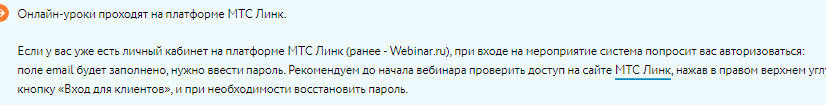 Онлайн-уроки проходят на платформе МТС Линк.
Если у вас уже есть личный кабинет на платформе МТС Линк (ранее - Webinar.ru), при входе на мероприятие система попросит вас авторизоваться:
поле email будет заполнено, нужно ввести пароль. Рекомендуем до начала вебинара проверить доступ на сайте МТС Линк, нажав в правом верхнем
кнопку «Вход для клиентов», и при необходимости восстановить пароль.